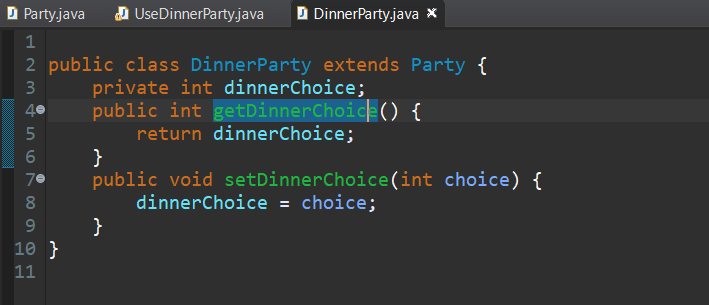 Party.java UseDinnerParty.java DinnerParty.java
1
2 public class DinnerParty extends Party {
3 private int dinnerChoice;
4 public int getDinnerChoice() {
5 return dinnerChoice;
6 }
7 public void setDinnerChoice(int choice) {
8 dinnerChoice = choice;
9 }
10 }
11